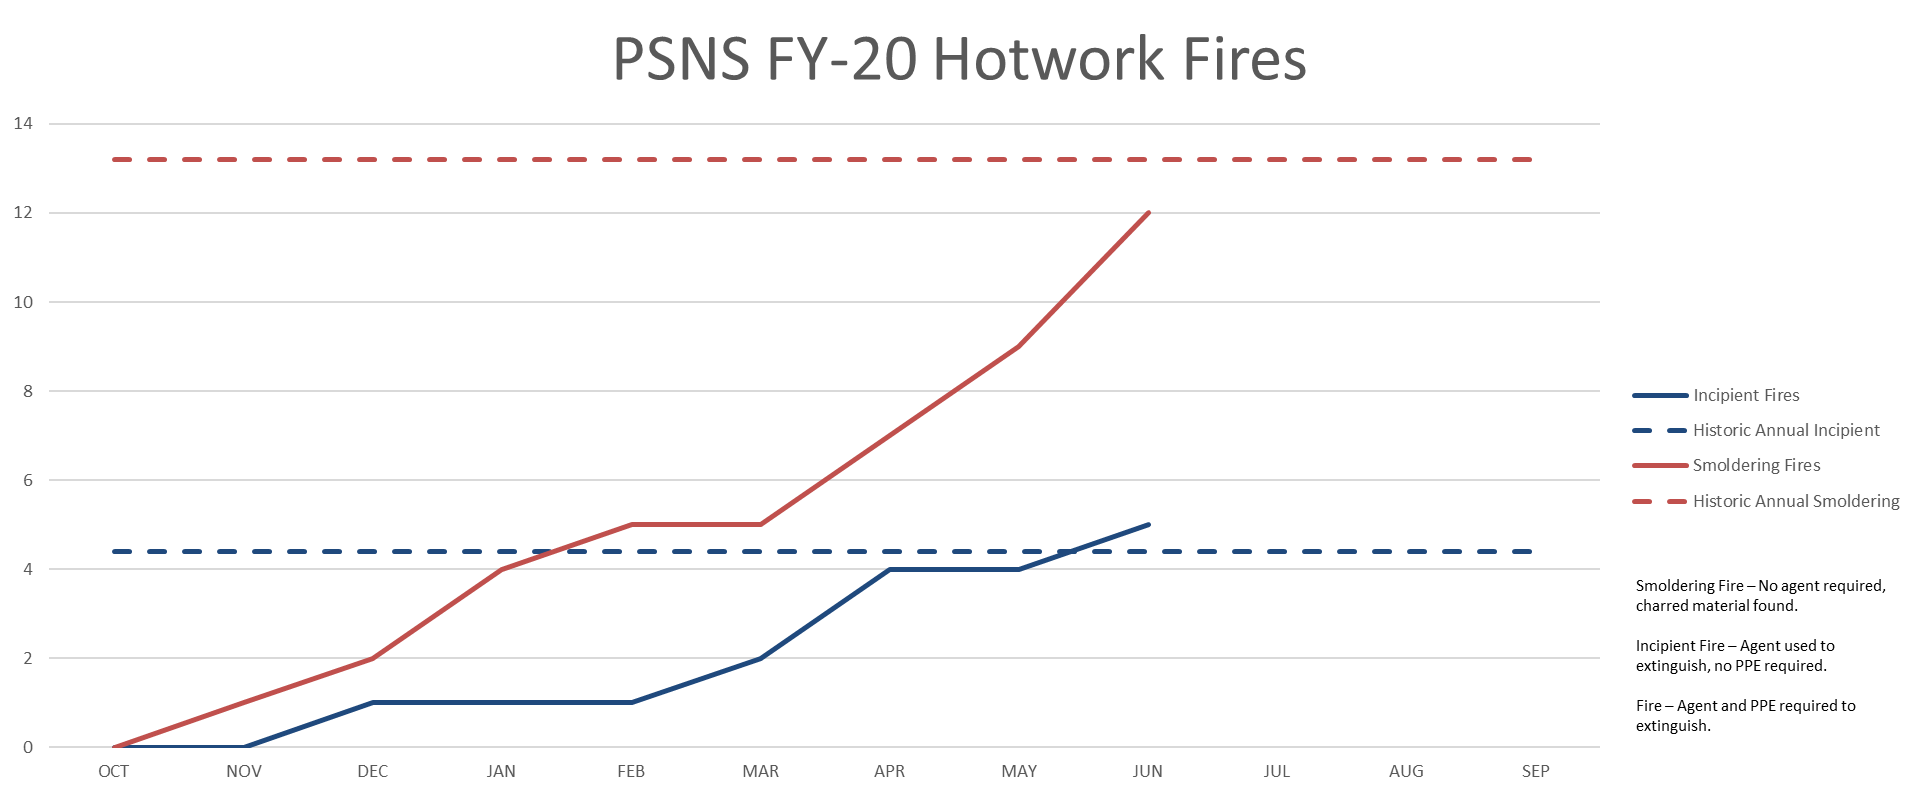 PSNS FY-20 Hotwork Fires
14
12
10
8
6
4
2
0
OCT NOV DEC JAN FEB MAR APR MAY JUN JUL AUG SEP
Incipient Fires
Historic Annual Incipient
Smoldering Fires
Historic Annual Smoldering
Smoldering Fire – No agent required,
charred material found.
Incipient Fire – Agent used to
extinguish, no PPE required.
Fire – Agent and PPE required to
extinguish.